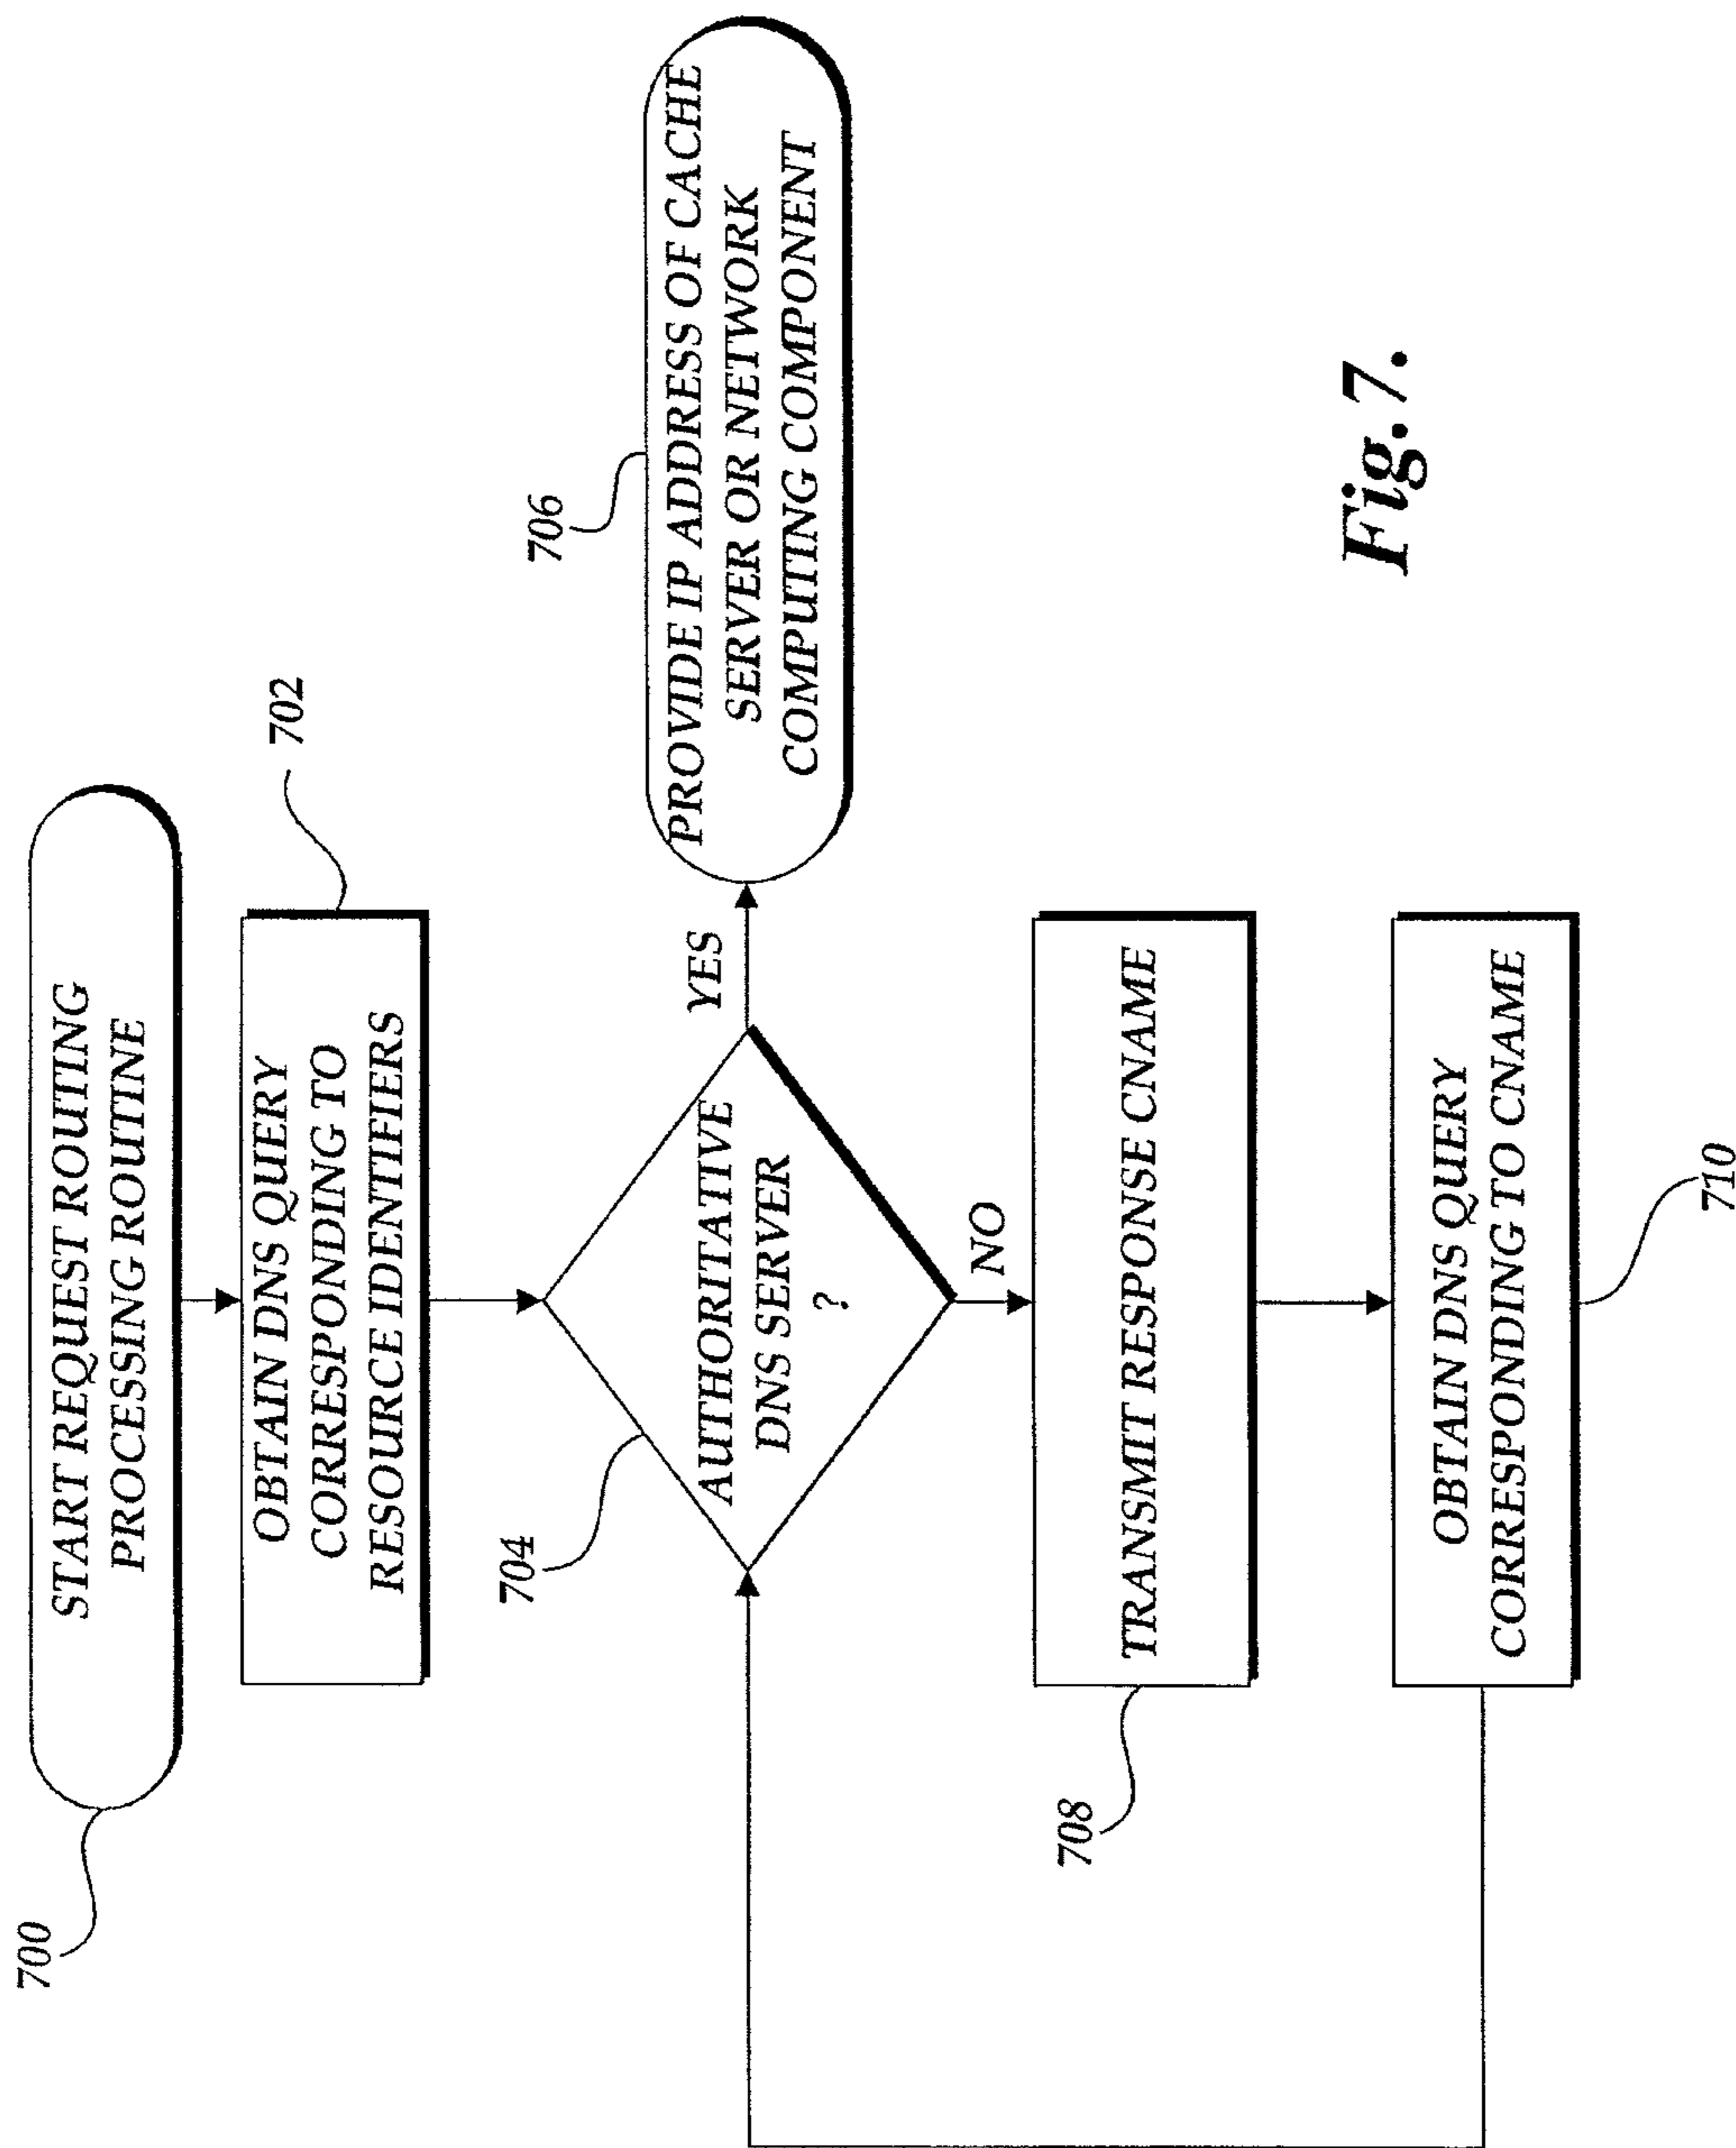 700
START REQUEST ROUTING
PROCESSING ROUTINE
702
OBTAIN DNS QUERY
CORRESPONDING TO
RESOURCE IDENTIFIERS
704
AUTHORITATIVE
DNS SERVER
?
YES
706
PROVIDE IP ADDRESS OF CACHE
SERVER OR NETWORK
COMPUTING COMPONENT
NO
708
TRANSMIT RESPONSE CNAME
OBTAIN DNS QUERY
CORRESPONDING TO CNAME
710
Fig.7.